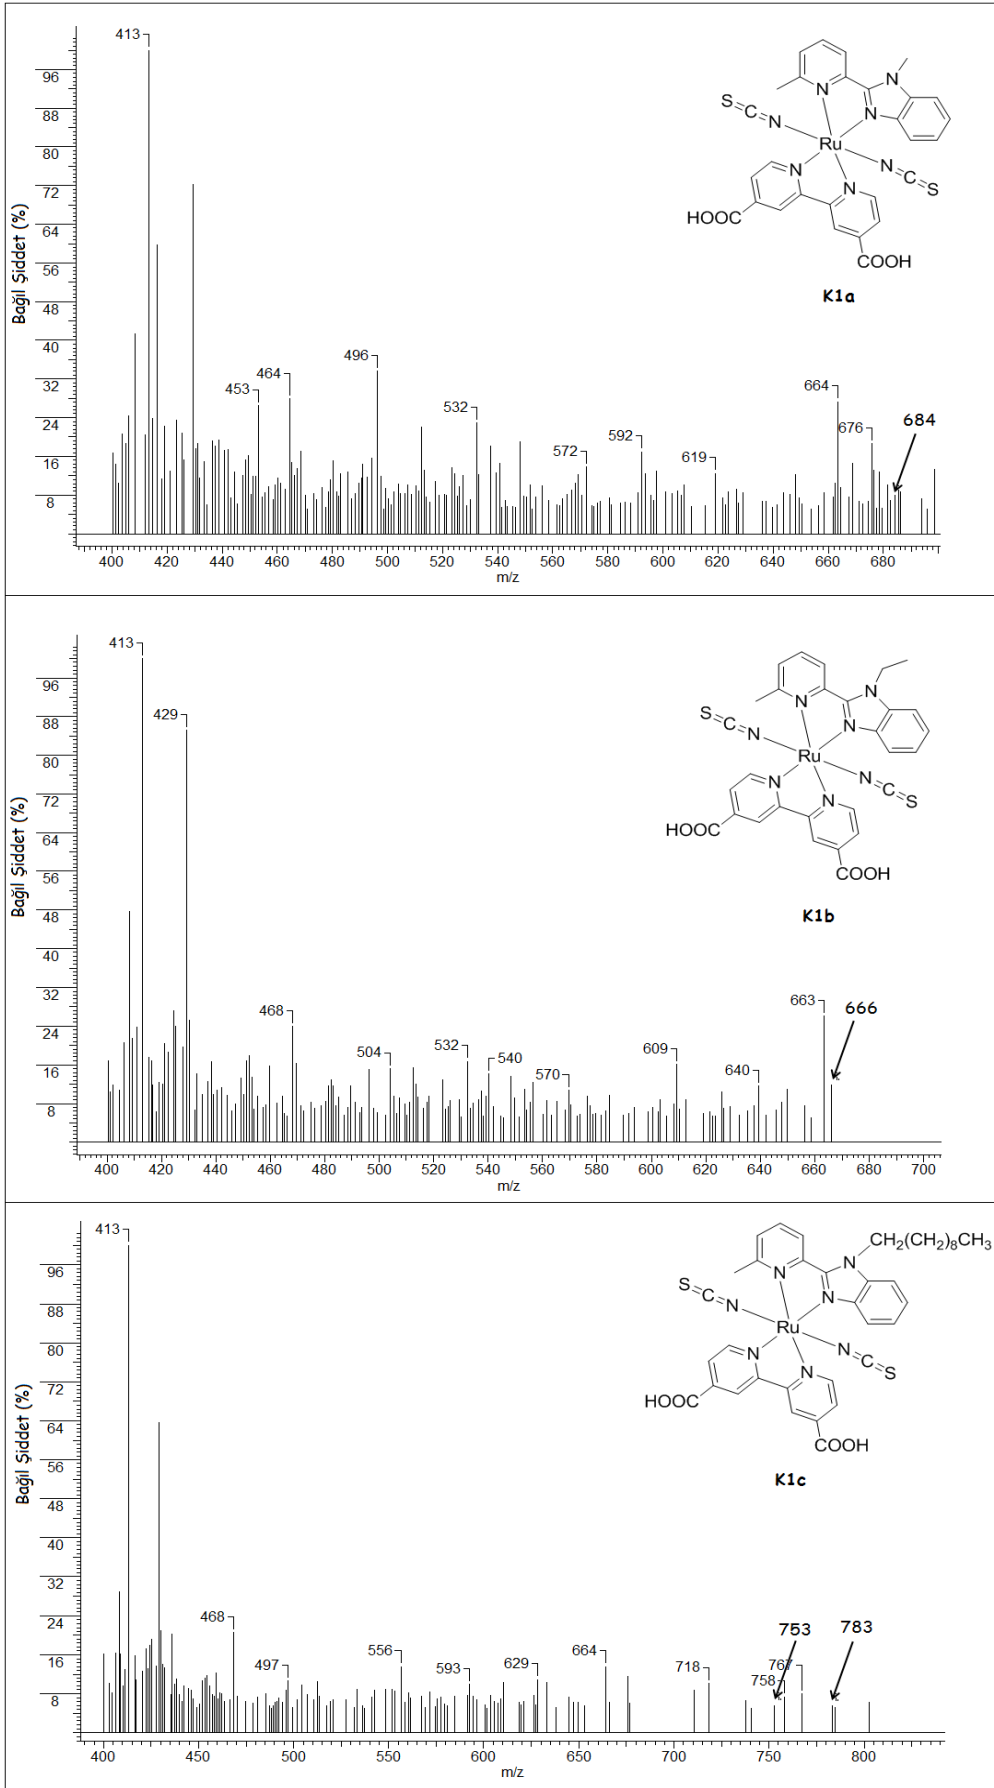 413
96
88
80
72
64
56
48
40
32
24
16
8
Bağıl Şiddet (%)
453
464
496
532
572
592
619
664
676
684
400 420 440 460 480 500 520 540 560 580 600 620 640 660 680
m/z
N
N
N
S=C=N
Ru
N=C=S
N
N
HOOC
COOH
K1a
413
429
96
88
80
72
64
56
48
40
32
24
16
8
Bağıl Şiddet (%)
468
504
532
540
570
609
640
663
666
400 420 440 460 480 500 520 540 560 580 600 620 640 660 680 700
m/z
N
N
N
S=C=N
Ru
N=C=S
N
N
HOOC
COOH
K1b
413
96
88
80
72
64
56
48
40
32
24
16
8
Bağıl Şiddet (%)
468
497
556
593
629
664
718
758
767
753
783
400 450 500 550 600 650 700 750 800
m/z
CH2(CH)8CH3
N
N
N
S=C=N
Ru
N=C=S
N
N
HOOC
COOH
K1c